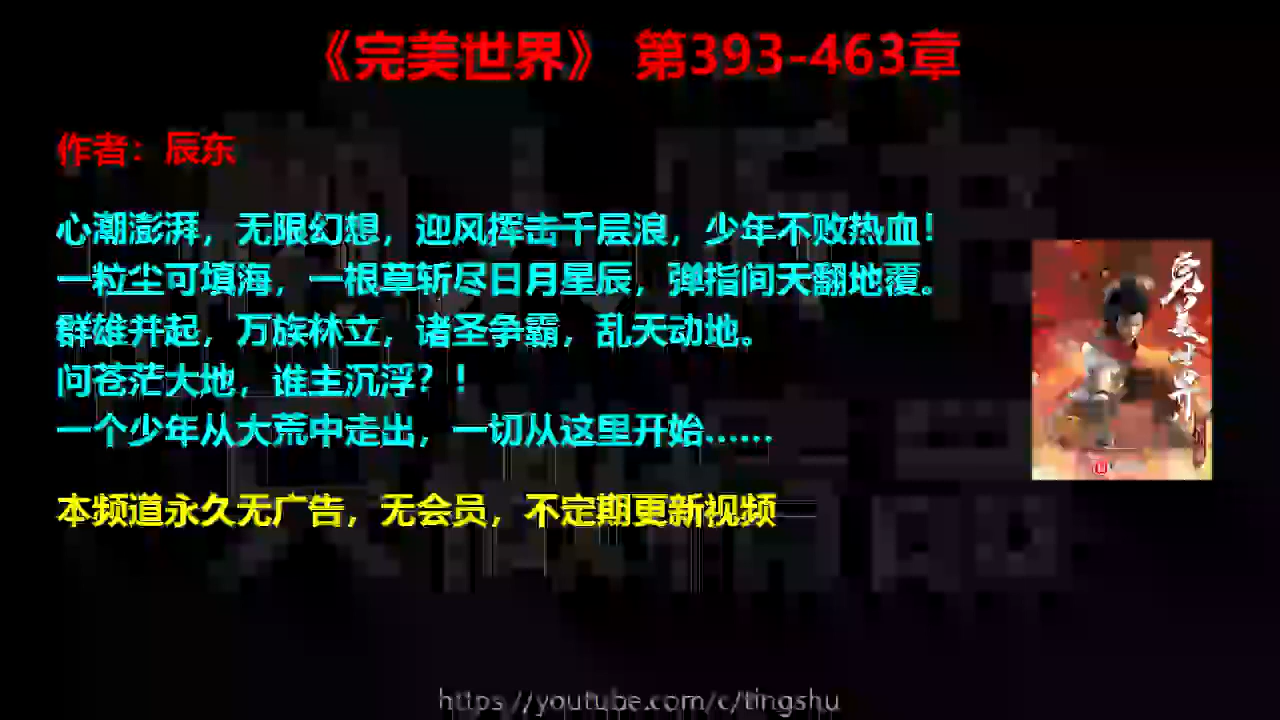 《完美世界》 第393-463章
作者：辰东
心潮澎湃，无限幻想，迎风挥击千层浪，少年不败热血！
一粒尘可填海，一根草斩尽日月星辰，弹指间天翻地覆。
群雄并起，万族林立，诸圣争霸，乱天动地。
问苍茫大地，谁主沉浮？！
一个少年从大荒中走出，一切从这里开始……
完美世界
本频道永久无广告，无会员，不定期更新视频
https://youtube.com/c/tingshu